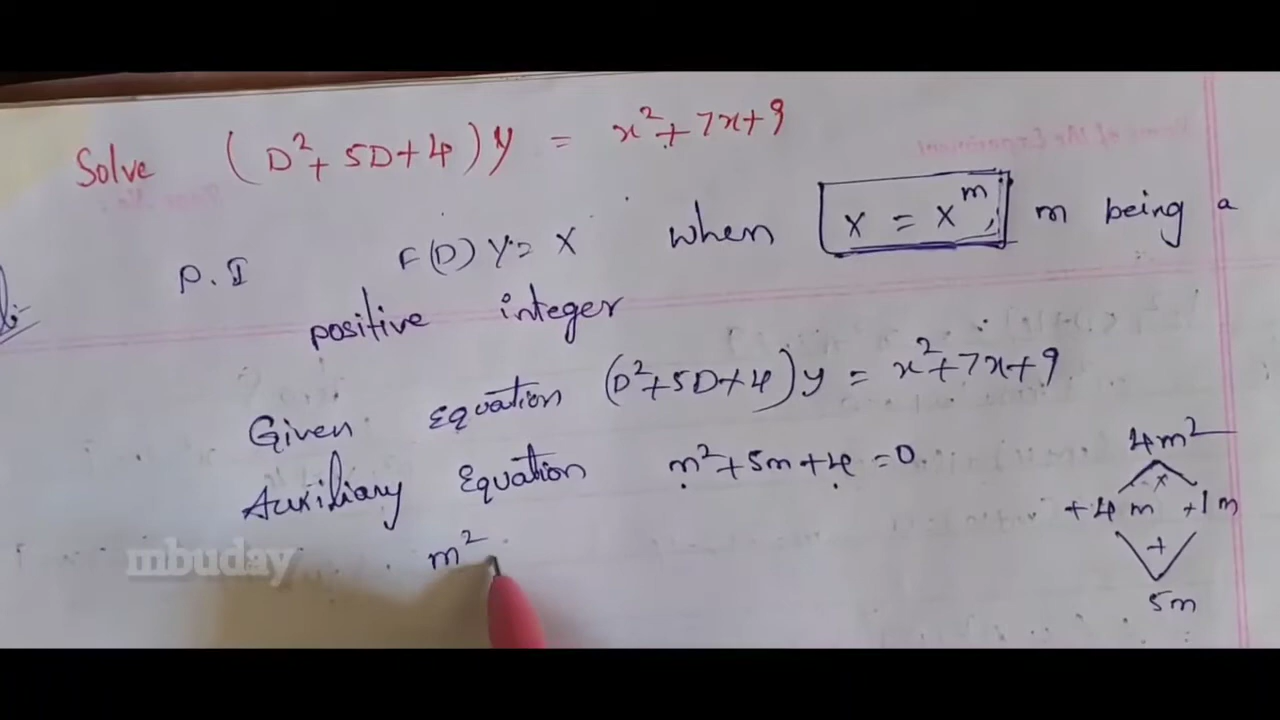 Solve (D²+5D+4)y = x²+7x+9
P.I F(D) y = X when X = x^m, m being a
positive integer
Given equation (D²+5D+4)y = x²+7x+9
Auxiliary Equation m²+5m+4=0.
4m²
×
+4m +1m
+
5m
m²
mbuday